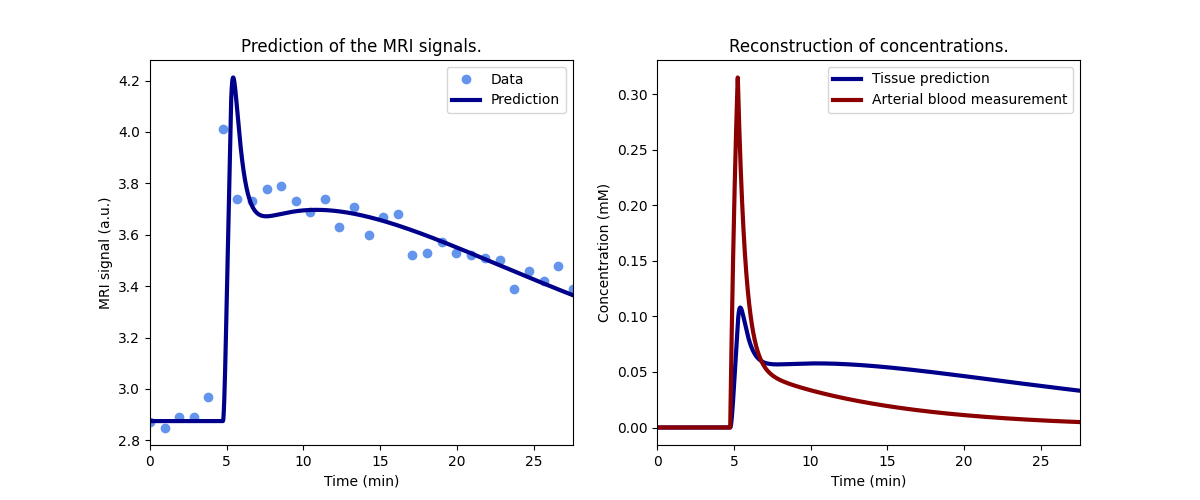 Prediction of the MRI signals.
MRI signal (a.u.)
4.2
4.0
3.8
3.6
3.4
3.2
3.0
2.8
Data
Prediction
0
5
10
15
20
25
Time (min)
Reconstruction of concentrations.
Concentration (mM)
0.30
0.25
0.20
0.15
0.10
0.05
0.00
Tissue prediction
Arterial blood measurement
0
5
10
15
20
25
Time (min)